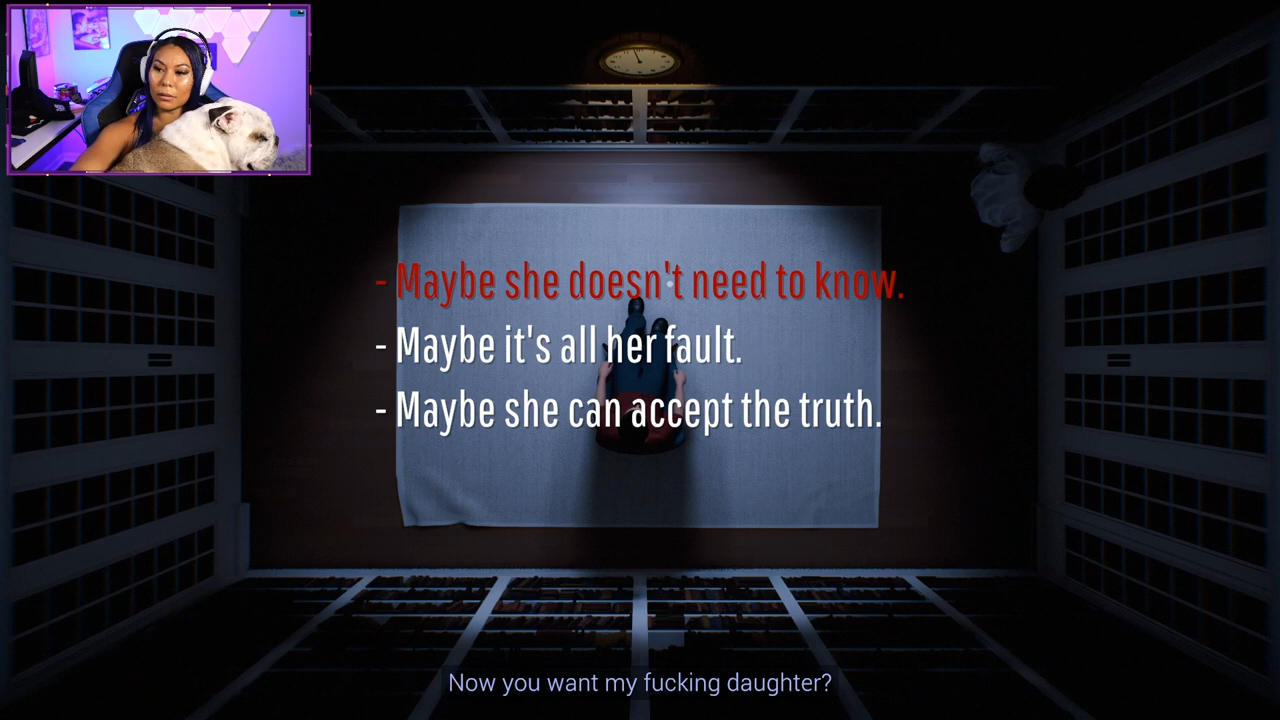 - Maybe she doesn't need to know.
- Maybe it's all her fault.
- Maybe she can accept the truth.
Now you want my fucking daughter?